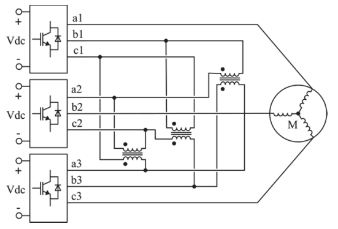 +
Vdc
-
a1
b1
c1
+
Vdc
-
a2
b2
c2
M
+
Vdc
-
a3
b3
c3